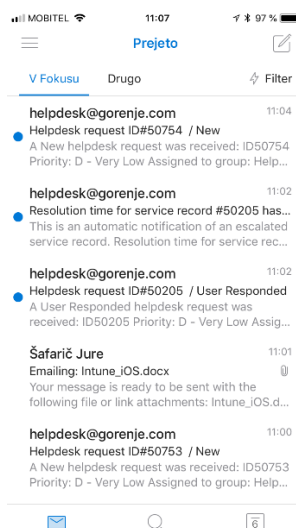 MOBITEL 11:07 97 %
Prejeto
V Fokusu Drugo Filter
helpdesk@gorenje.com 11:04
Helpdesk request ID#50754 / New
A New helpdesk request was received: ID50754
Priority: D - Very Low Assigned to group: Help...
helpdesk@gorenje.com 11:02
Resolution time for service record #50205 has...
This is an automatic notification of an escalated
service record. Resolution time for service rec...
helpdesk@gorenje.com 11:02
Helpdesk request ID#50205 / User Responded
A User Responded helpdesk request was
received: ID50205 Priority: D - Very Low Assig...
Šafarič Jure 11:01
Emailing: Intune_iOS.docx
Your message is ready to be sent with the
following file or link attachments: Intune_iOS.d...
helpdesk@gorenje.com 11:00
Helpdesk request ID#50753 / New
A New helpdesk request was received: ID50753
Priority: D - Very Low Assigned to group: Help...
6